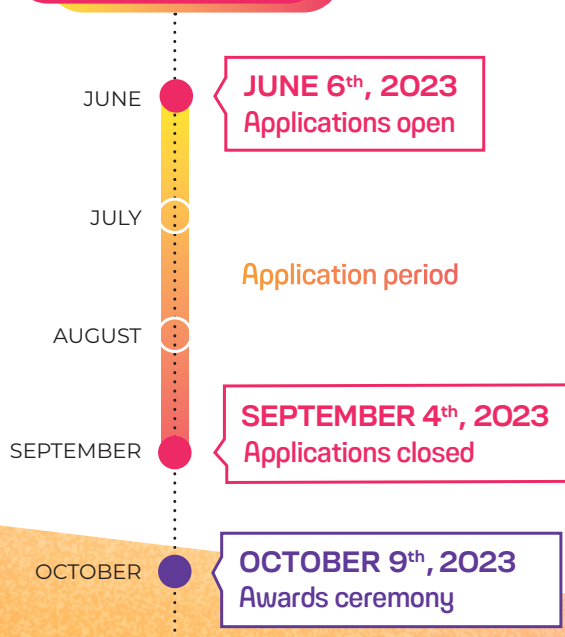 JUNE
JUNE 6th, 2023
Applications open
JULY
Application period
AUGUST
SEPTEMBER
SEPTEMBER 4th, 2023
Applications closed
OCTOBER
OCTOBER 9th, 2023
Awards ceremony